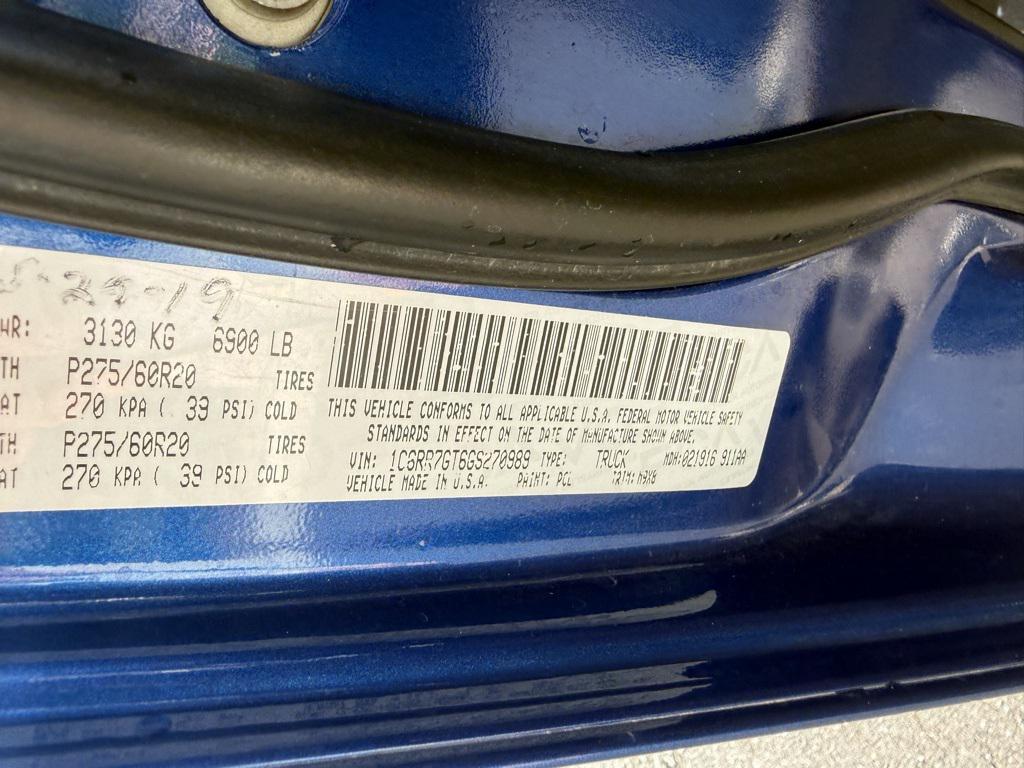 -29-19
WR: 3130 KG 6900 LB
TH P275/60R20 TIRES
AT 270 KPA ( 39 PSI) COLD
TH P275/60R20 TIRES
AT 270 KPA ( 39 PSI) COLD
THIS VEHICLE CONFORMS TO ALL APPLICABLE U.S.A. FEDERAL MOTOR VEHICLE SAFETY
STANDARDS IN EFFECT ON THE DATE OF MANUFACTURE SHOWN ABOVE.
VIN: 1C6RR7GT6GS270989 TYPE: TRUCK MDH:021916 911AA
VEHICLE MADE IN U.S.A. PAINT: PCL TRIM: M9X8